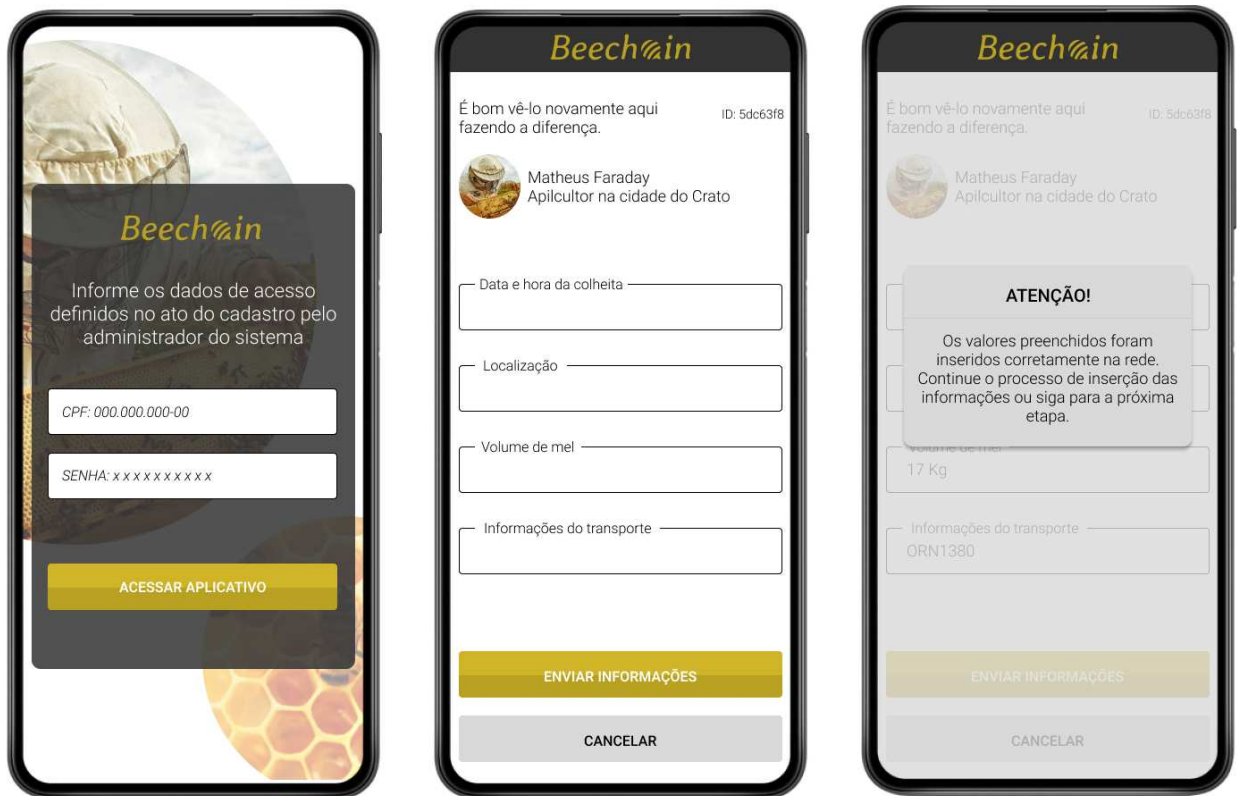 Beechain
Informe os dados de acesso
definidos no ato do cadastro pelo
administrador do sistema
CPF: 000.000.000-00
SENHA: x x x x x x x x x x
ACESSAR APLICATIVO
Beechain
É bom vê-lo novamente aqui
fazendo a diferença.
ID: 5dc63f8
Matheus Faraday
Apilcultor na cidade do Crato
Data e hora da colheita
Localização
Volume de mel
Informações do transporte
ENVIAR INFORMAÇÕES
CANCELAR
Beechain
É bom vê-lo novamente aqui
fazendo a diferença.
ID: 5dc63f8
Matheus Faraday
Apilcultor na cidade do Crato
ATENÇÃO!
Os valores preenchidos foram
inseridos corretamente na rede.
Continue o processo de inserção das
informações ou siga para a próxima
etapa.
Volume de mel
17 Kg
Informações do transporte
ORN1380
ENVIAR INFORMAÇÕES
CANCELAR